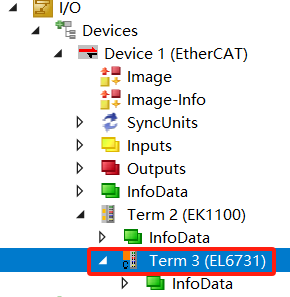 I/O
Devices
Device 1 (EtherCAT)
Image
Image-Info
SyncUnits
Inputs
Outputs
InfoData
Term 2 (EK1100)
InfoData
Term 3 (EL6731)
InfoData